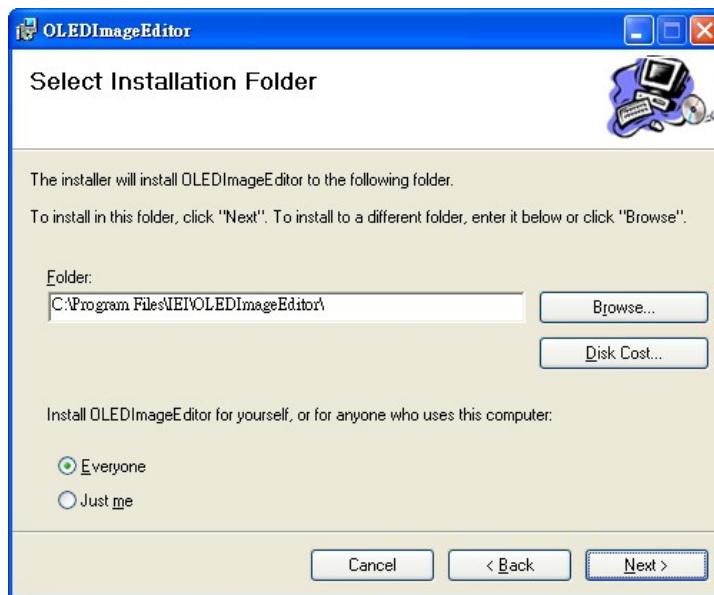 OLEDImageEditor
Select Installation Folder
The installer will install OLEDImageEditor to the following folder.
To install in this folder, click "Next". To install to a different folder, enter it below or click "Browse".
Folder:
C:\Program Files\IEI\OLEDImageEditor\
Browse...
Disk Cost...
Install OLEDImageEditor for yourself, or for anyone who uses this computer:
Everyone
Just me
Cancel < Back Next >